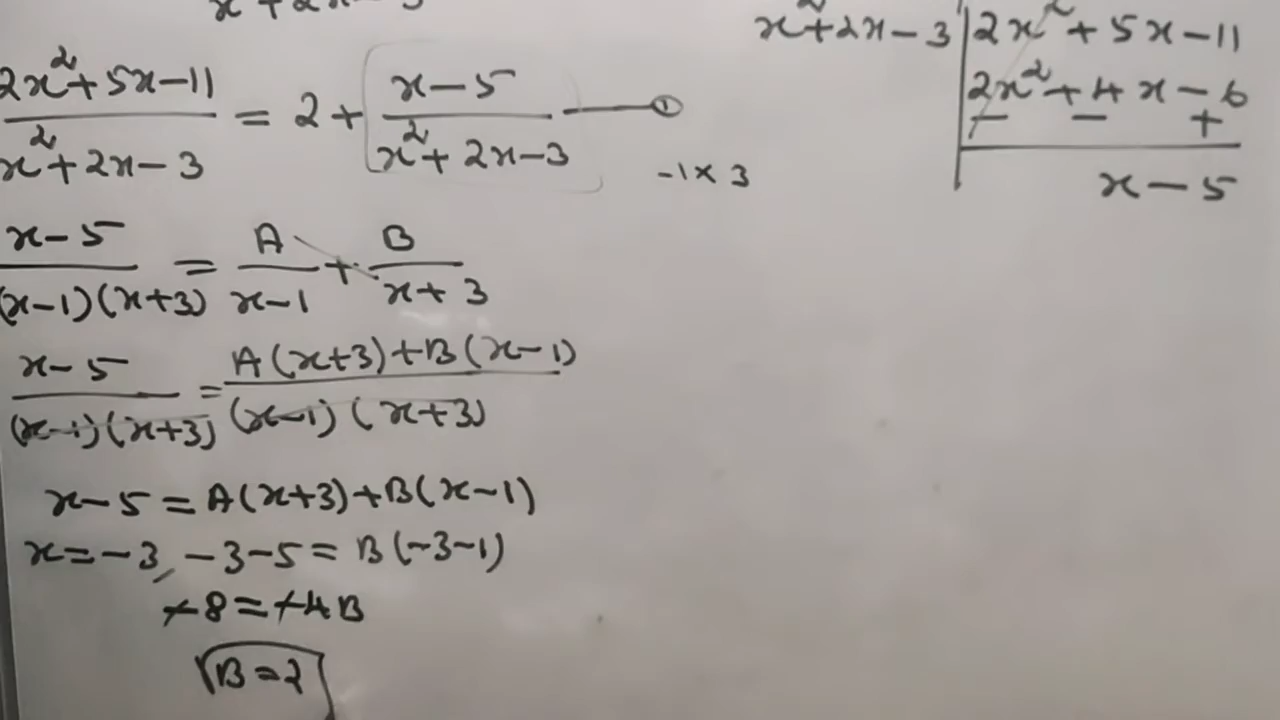 x² + 2x - 3 | 2x² + 5x - 11
2x² + 4x - 6
- - +
x - 5
2x² + 5x - 11 / x² + 2x - 3 = 2 + x - 5 / x² + 2x - 3 —— ①
-1 × 3
x - 5 / (x - 1)(x + 3) = A / x - 1 + B / x + 3
x - 5 / (x - 1)(x + 3) = A(x + 3) + B(x - 1) / (x - 1)(x + 3)
x - 5 = A(x + 3) + B(x - 1)
x = -3, -3 - 5 = B(-3 - 1)
-8 = -4B
B = 2